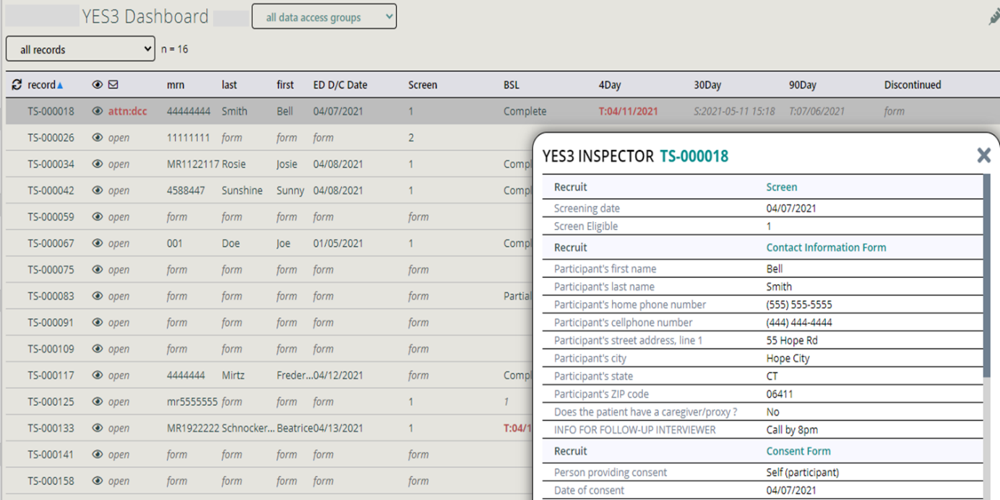 YES3 Dashboard all data access groups
all records n = 16
record mrn last first ED D/C Date Screen BSL 4Day 30Day 90Day Discontinued
TS-000018 attn:dcc 44444444 Smith Bell 04/07/2021 1 Complete T:04/11/2021 S:2021-05-11 15:18 T:07/06/2021 form
TS-000026 open 11111111 form form form 2
TS-000034 open MR1122117 Rosie Josie 04/08/2021 1 Compl
TS-000042 open 4588447 Sunshine Sunny 04/08/2021 1 Compl
TS-000059 open form form form form form
TS-000067 open 001 Doe Joe 01/05/2021 1 Compl
TS-000075 open form form form form form
TS-000083 open form form form form form Partial
TS-000091 open form form form form form
TS-000109 open form form form form form
TS-000117 open 4444444 Mirtz Freder... 04/12/2021 form Compl
TS-000125 open mr5555555 form form form 1 1
TS-000133 open MR1922222 Schnocker... Beatrice 04/13/2021 1 T:04/1
TS-000141 open form form form form form
TS-000158 open form form form form form
YES3 INSPECTOR TS-000018
Recruit Screen
Screening date 04/07/2021
Screen Eligible 1
Recruit Contact Information Form
Participant's first name Bell
Participant's last name Smith
Participant's home phone number (555) 555-5555
Participant's cellphone number (444) 444-4444
Participant's street address, line 1 55 Hope Rd
Participant's city Hope City
Participant's state CT
Participant's ZIP code 06411
Does the patient have a caregiver/proxy ? No
INFO FOR FOLLOW-UP INTERVIEWER Call by 8pm
Recruit Consent Form
Person providing consent Self (participant)
Date of consent 04/07/2021